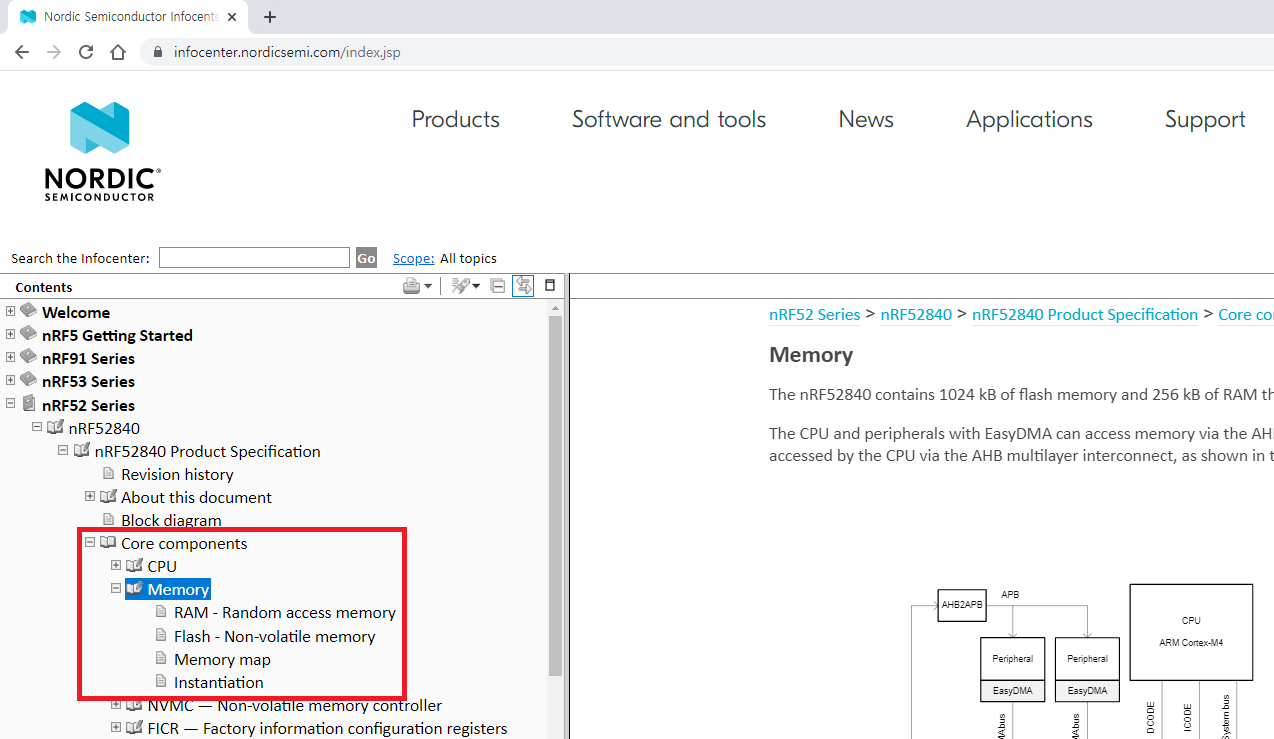 Nordic Semiconductor Infocente
infocenter.nordicsemi.com/index.jsp
Products Software and tools News Applications Support
NORDIC®
SEMICONDUCTOR
Search the Infocenter: Go Scope: All topics
Contents
Welcome
nRF5 Getting Started
nRF91 Series
nRF53 Series
nRF52 Series
nRF52840
nRF52840 Product Specification
Revision history
About this document
Block diagram
Core components
CPU
Memory
RAM - Random access memory
Flash - Non-volatile memory
Memory map
Instantiation
NVMC — Non-volatile memory controller
FICR — Factory information configuration registers
nRF52 Series > nRF52840 > nRF52840 Product Specification > Core co
Memory
The nRF52840 contains 1024 kB of flash memory and 256 kB of RAM th
The CPU and peripherals with EasyDMA can access memory via the AHI
accessed by the CPU via the AHB multilayer interconnect, as shown in t
AHB2APB
APB
CPU
ARM Cortex-M4
Peripheral
EasyDMA
Peripheral
EasyDMA
DCODE
ICODE
System bus